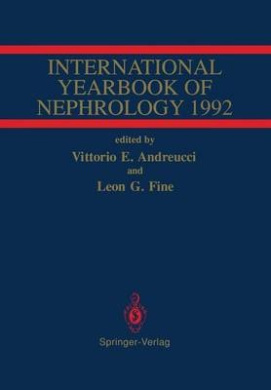 INTERNATIONAL
YEARBOOK OF
NEPHROLOGY 1992
edited by
Vittorio E. Andreucci
and
Leon G. Fine
Springer-Verlag